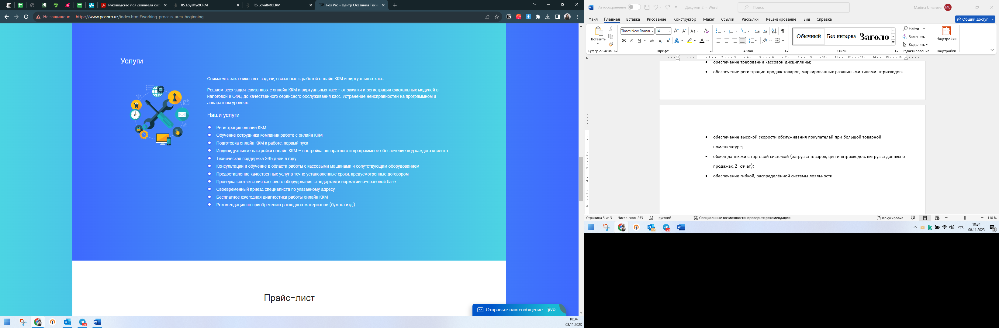 Руководство пользователя сис
RS.Loyalty&CRM
RS.Loyalty&CRM
Pos Pro - Центр Оказания Техн
Не защищено
https://www.pospro.uz/index.html#working-process-area-beginning
Услуги
Снимаем с заказчиков все задачи, связанные с работой онлайн ККМ и виртуальных касс.
Решаем всех задач, связанных с онлайн ККМ и виртуальных касс - от закупки и регистрации фискальных модулей в
налоговой и ОФД, до качественного сервисного обслуживания касс. Устранение неисправностей на программном и
аппаратном уровнях.
Наши услуги
Регистрация онлайн ККМ
Обучение сотрудника компании работе с онлайн ККМ
Подготовка онлайн ККМ к работе, первый пуск
Индивидуальные настройки онлайн ККМ – настройка аппаратного и программное обеспечение под каждого клиента
Техническая поддержка 365 дней в году
Консультации и обучение в области работы с кассовыми машинами и сопутствующим оборудованием
Предоставление качественных услуг в точно установленные сроки, предусмотренные договором
Проверка соответствия кассового оборудования стандартам и нормативно-правовой базе
Своевременный приезд специалиста по указанному адресу
Бесплатное ежегодная диагностика работы онлайн ККМ
Рекомендация по приобретению расходных материалов (бумага итд.)
Прайс-лист
Отправьте нам сообщение jivo
10:34
08.11.2023
Автосохранение
Документ2 - Word
Поиск
Madina Umarova MU
Файл Главная Вставка Рисование Конструктор Макет Ссылки Рассылки Рецензирование Вид Справка
Общий доступ
Вставить
Буфер обмена
Times New Roman 14
Шрифт
Абзац
Обычный Без интерва Заголо
Стили
Найти
Заменить
Выделить
Редактирование
Надстройки
Надстройки
обеспечение требований кассовой дисциплины;
обеспечение регистрации продаж товаров, маркированных различными типами штрихкодов;
обеспечение высокой скорости обслуживания покупателей при большой товарной
номенклатуре;
обмен данными с торговой системой (загрузка товаров, цен и штрихкодов, выгрузка данных о
продажах, Z-отчёт);
обеспечение гибкой, распределённой системы лояльности.
Страница 3 из 3 Число слов: 253 русский Специальные возможности: проверьте рекомендации Фокусировка 110 %
РУС
10:34
08.11.2023